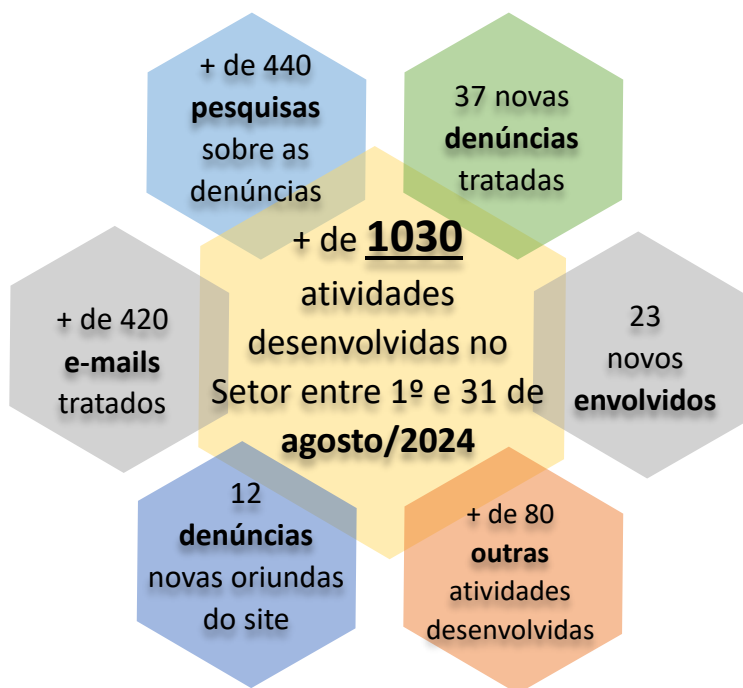 + de 440
pesquisas
sobre as
denúncias
37 novas
denúncias
tratadas
+ de 1030
atividades
desenvolvidas no
Setor entre 1º e 31 de
agosto/2024
+ de 420
e-mails
tratados
23
novos
envolvidos
12
denúncias
novas oriundas
do site
+ de 80
outras
atividades
desenvolvidas